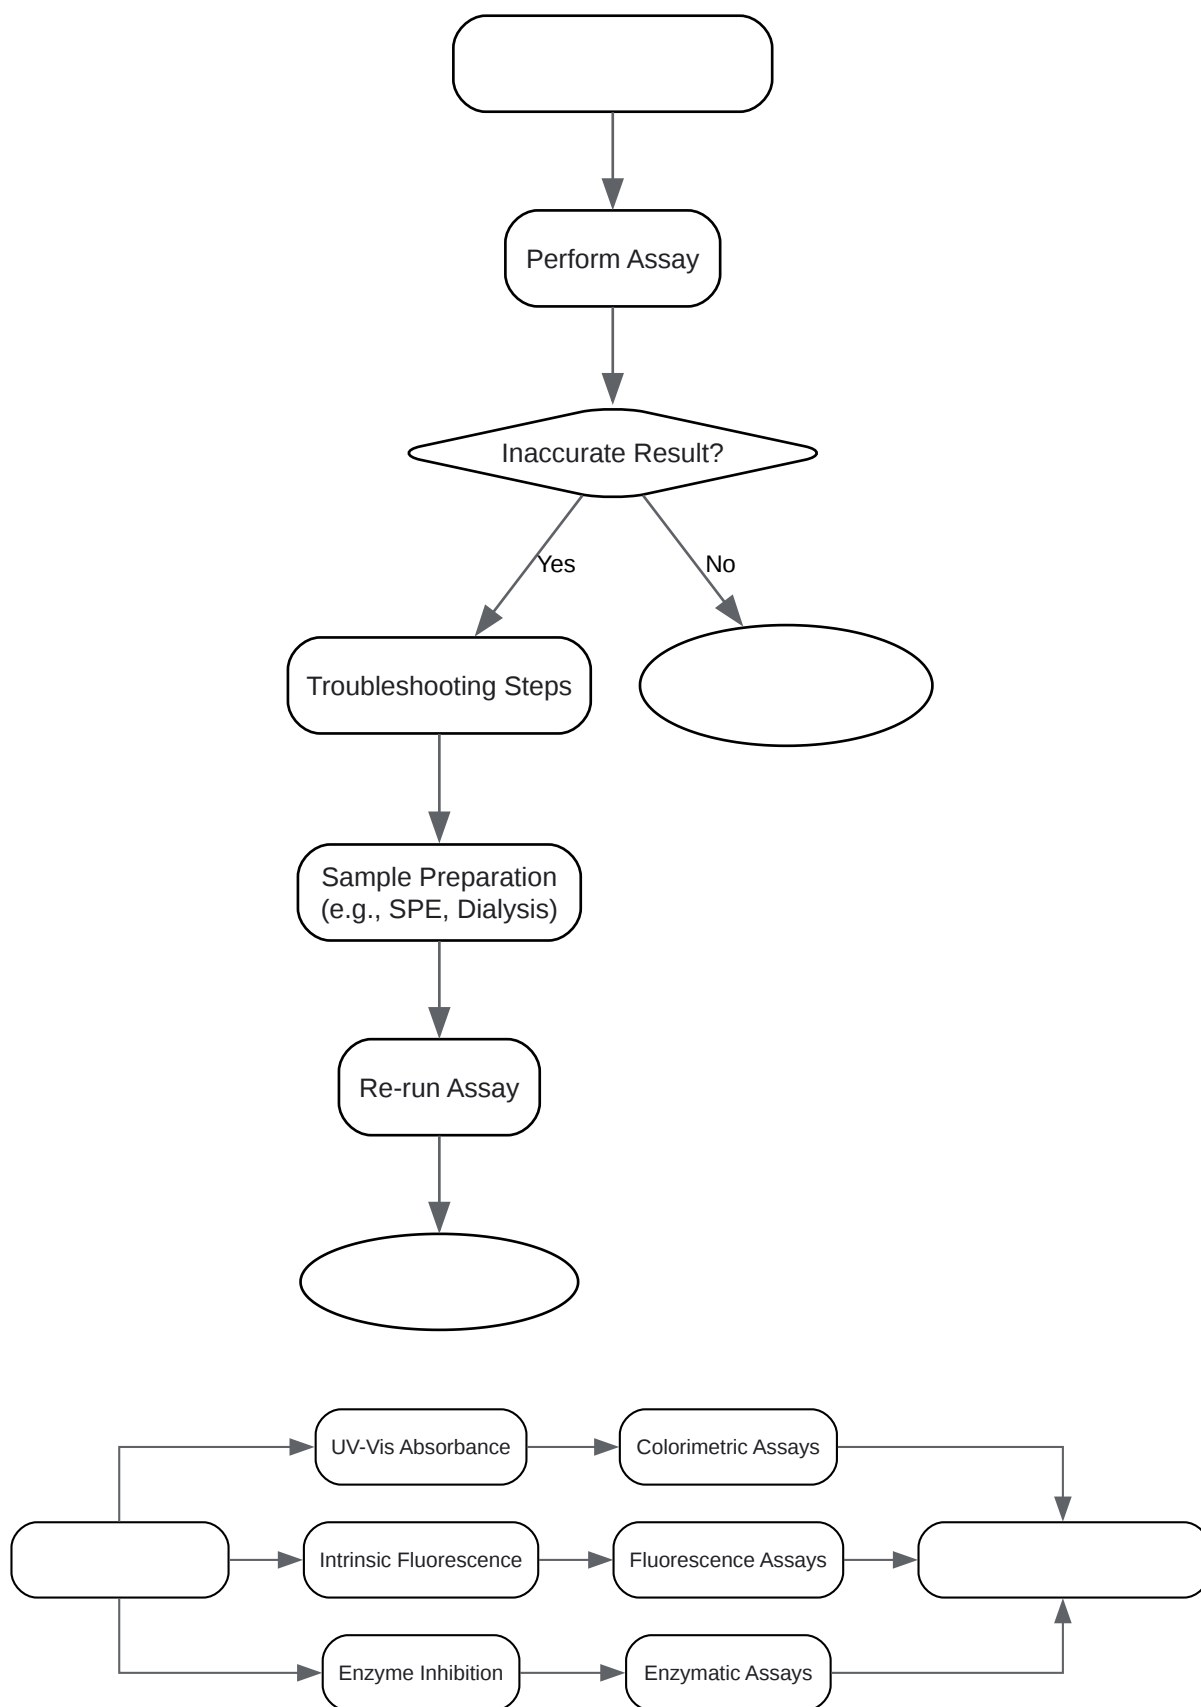 Perform Assay
Inaccurate Result?
Yes
No
Troubleshooting Steps
Sample Preparation
(e.g., SPE, Dialysis)
Re-run Assay
UV-Vis Absorbance
Colorimetric Assays
Intrinsic Fluorescence
Fluorescence Assays
Enzyme Inhibition
Enzymatic Assays